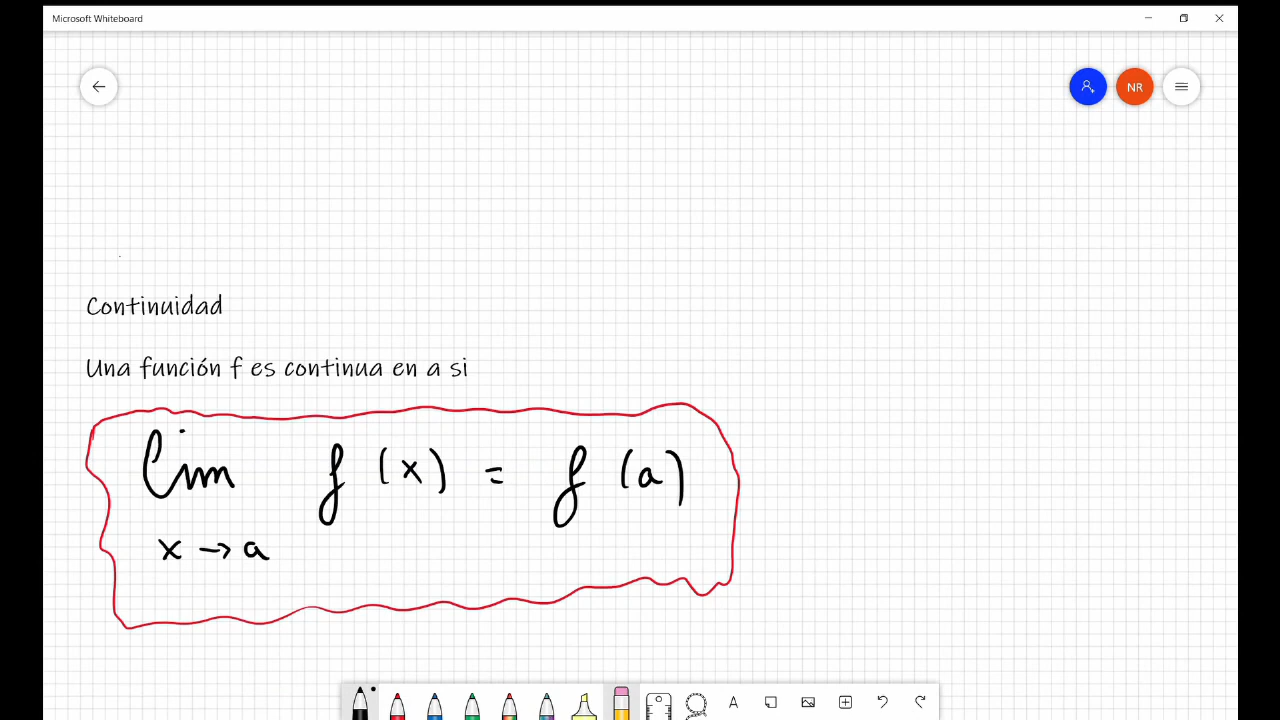 Microsoft Whiteboard
NR
Continuidad
Una función f es continua en a si
lim f (x) = f (a)
x → a
A